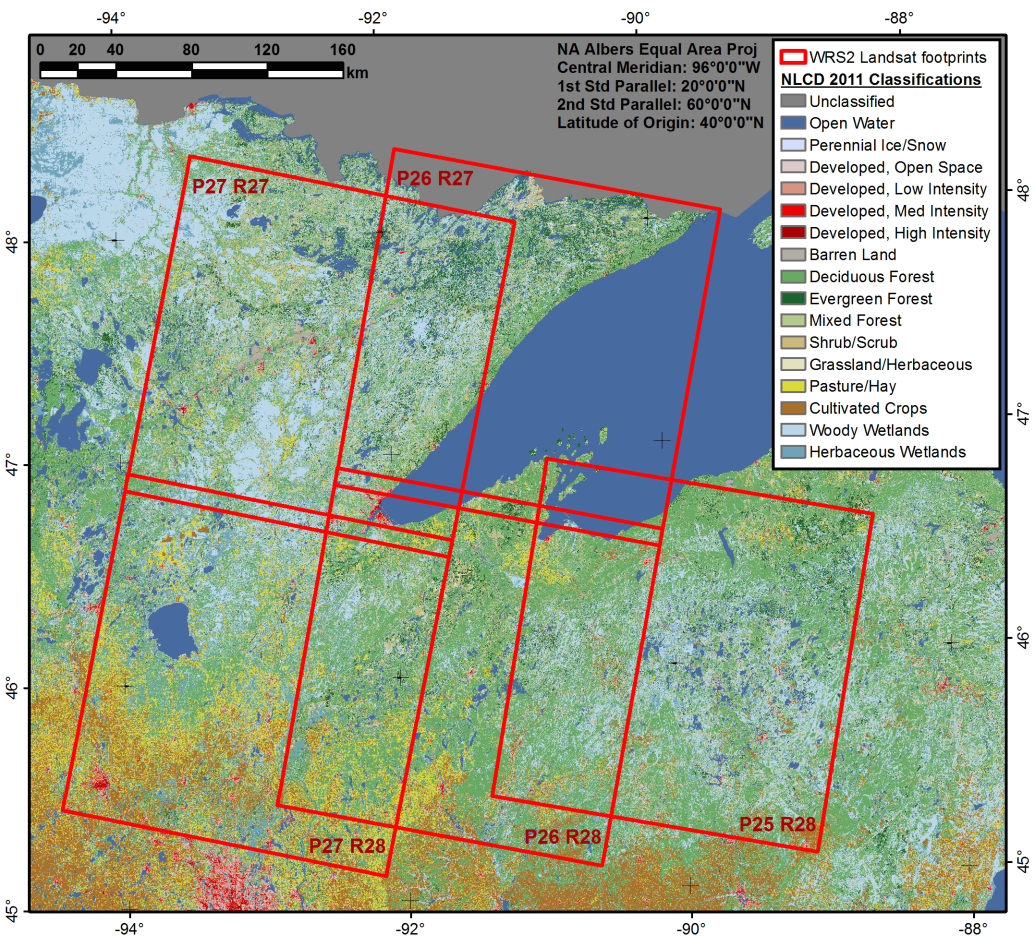 -94° -92° -90° -88°
0 20 40 80 120 160
km
NA Albers Equal Area Proj
Central Meridian: 96°0'0"W
1st Std Parallel: 20°0'0"N
2nd Std Parallel: 60°0'0"N
Latitude of Origin: 40°0'0"N
WRS2 Landsat footprints
NLCD 2011 Classifications
Unclassified
Open Water
Perennial Ice/Snow
Developed, Open Space
Developed, Low Intensity
Developed, Med Intensity
Developed, High Intensity
Barren Land
Deciduous Forest
Evergreen Forest
Mixed Forest
Shrub/Scrub
Grassland/Herbaceous
Pasture/Hay
Cultivated Crops
Woody Wetlands
Herbaceous Wetlands
P27 R27
P26 R27
P27 R28
P26 R28
P25 R28
48°
47°
46°
45°
48°
47°
46°
45°
-94° -92° -90° -88°